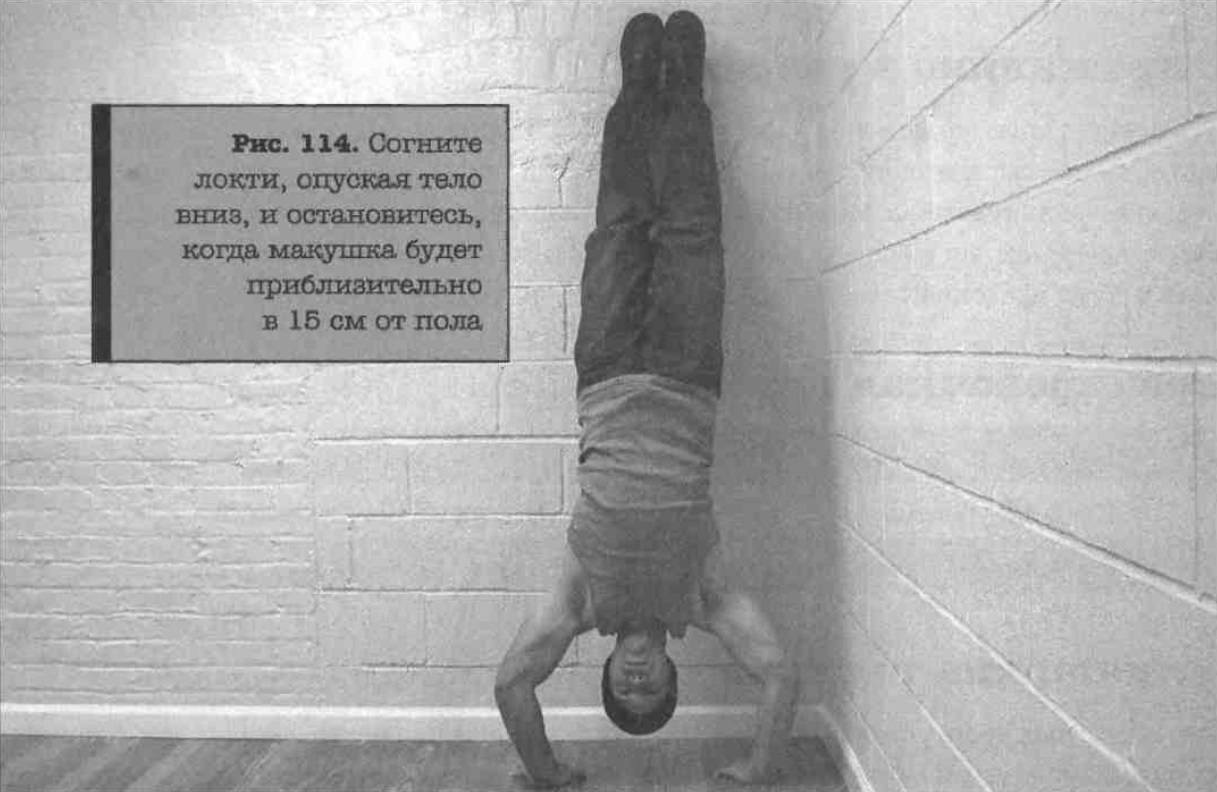 Рис. 114. Согните
локти, опуская тело
вниз, и остановитесь,
когда макушка будет
приблизительно
в 15 см от пола